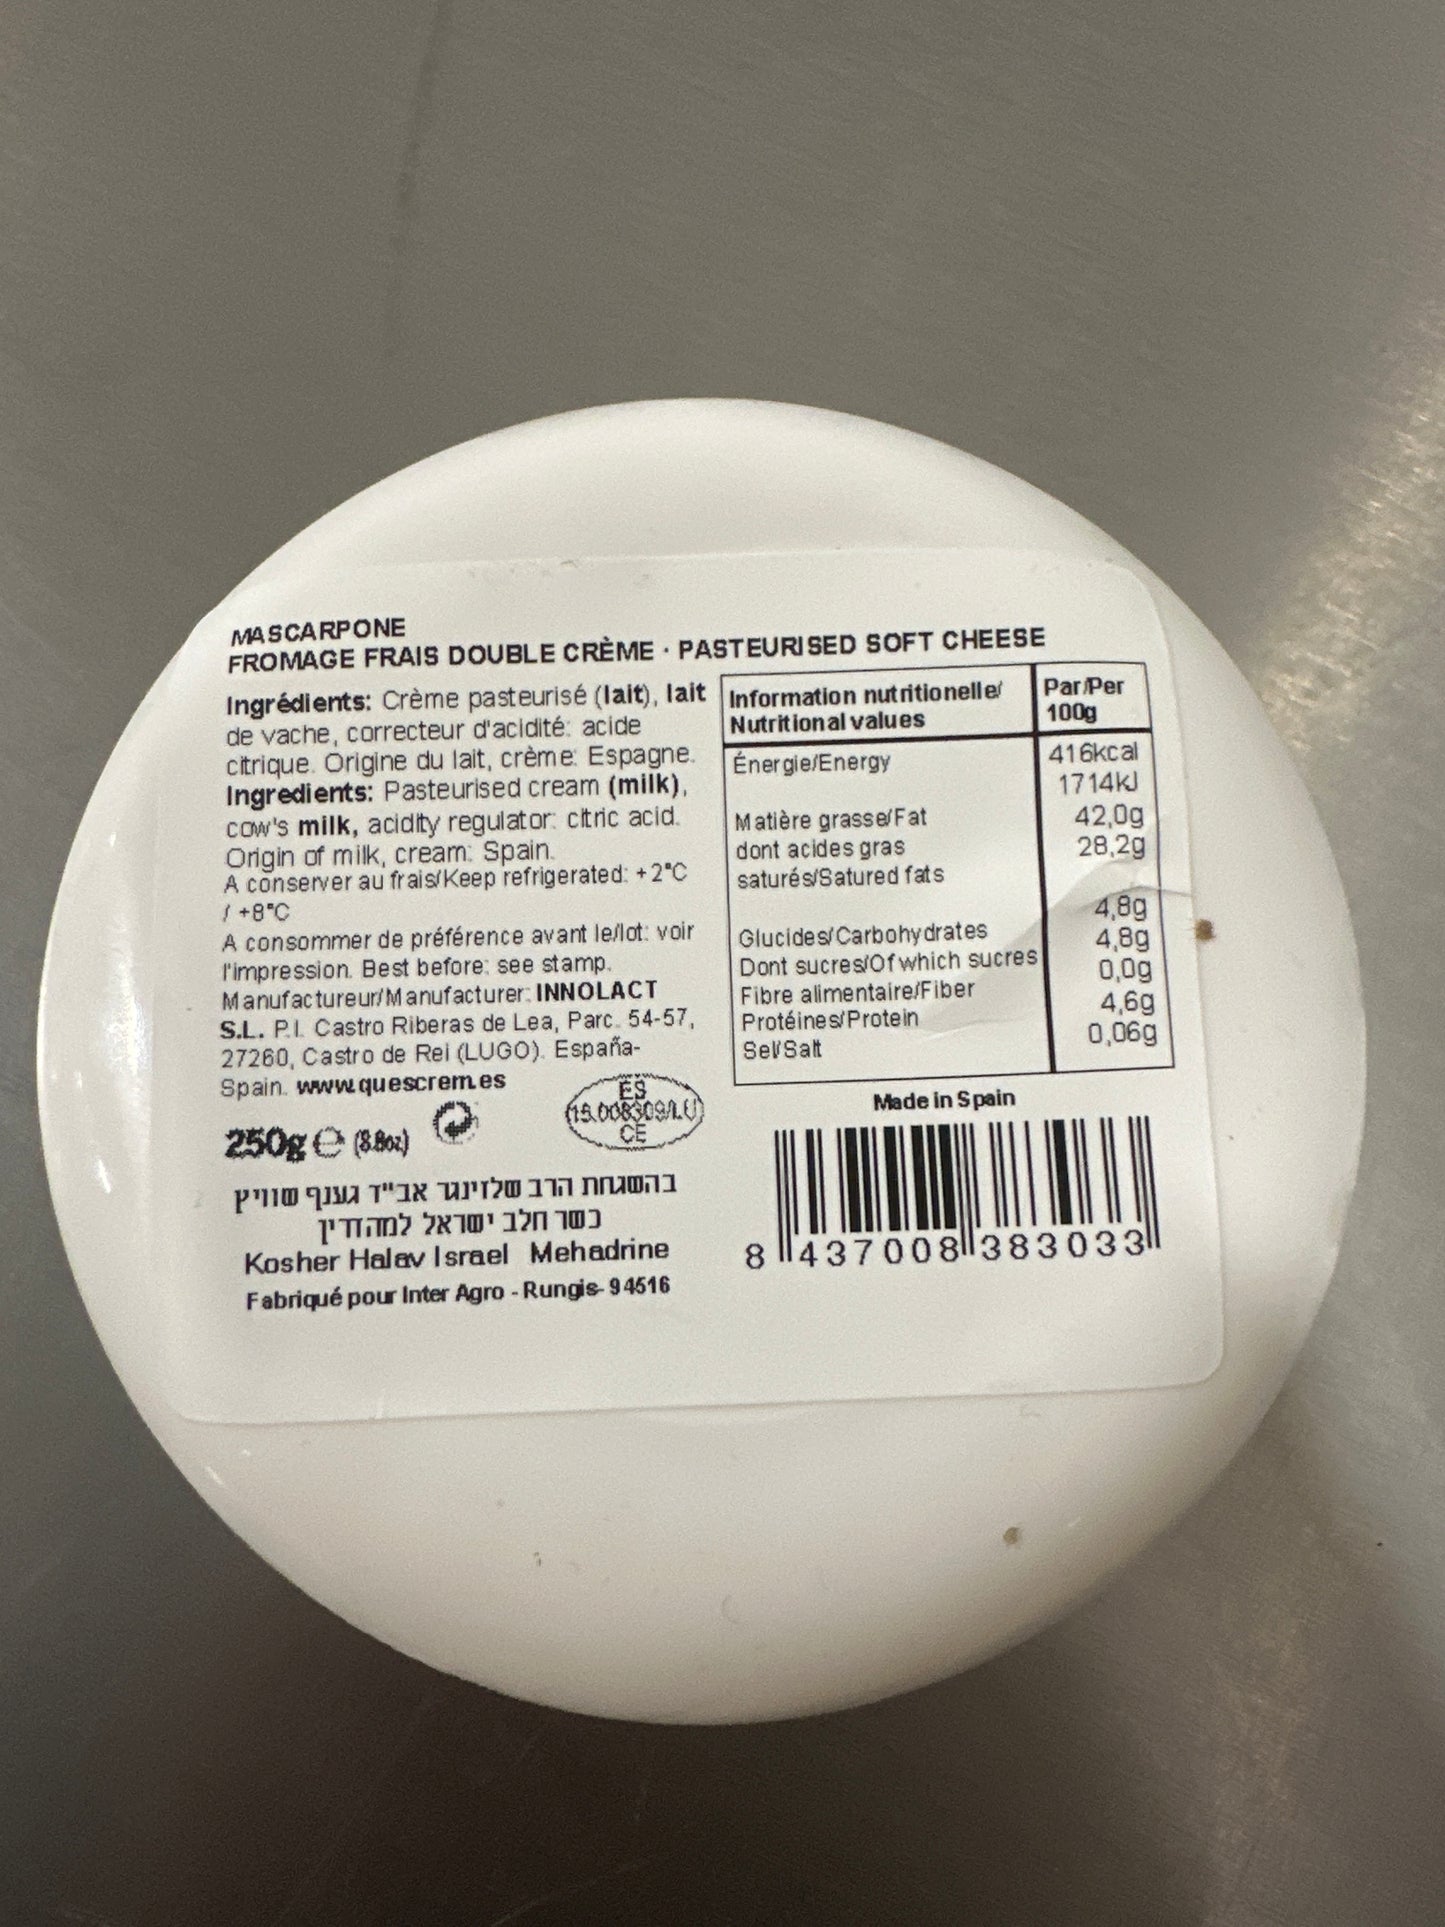 MASCARPONE
FROMAGE FRAIS DOUBLE CRÈME · PASTEURISED SOFT CHEESE
Ingrédients: Crème pasteurisé (lait), lait
de vache, correcteur d'acidité: acide
citrique. Origine du lait, crème: Espagne.
Ingredients: Pasteurised cream (milk),
cow's milk, acidity regulator: citric acid.
Origin of milk, cream: Spain.
A conserver au frais/Keep refrigerated: +2°C
/ +8°C
A consommer de préférence avant le/lot: voir
l'impression. Best before: see stamp.
Manufactureur/Manufacturer: INNOLACT
S.L. P.I. Castro Riberas de Lea, Parc. 54-57,
27260, Castro de Rei (LUGO). España-
Spain. www.quescrem.es
250g e (8.8oz)
ES
15.008309/LU
CE
בהשגחת הרב שלזינגר אב"ד גענף שוויץ
כשר חלב ישראל למהדרין
Kosher Halav Israel Mehadrine
Fabriqué pour Inter Agro - Rungis- 94516
Information nutritionelle/ Par/Per
Nutritional values 100g
Énergie/Energy 416kcal
1714kJ
Matière grasse/Fat 42,0g
dont acides gras 28,2g
saturés/Satured fats
Glucides/Carbohydrates 4,8g
Dont sucres/Of which sucres 4,8g
Fibre alimentaire/Fiber 0,0g
Protéines/Protein 4,6g
Sel/Salt 0,06g
Made in Spain
8 437008 383033